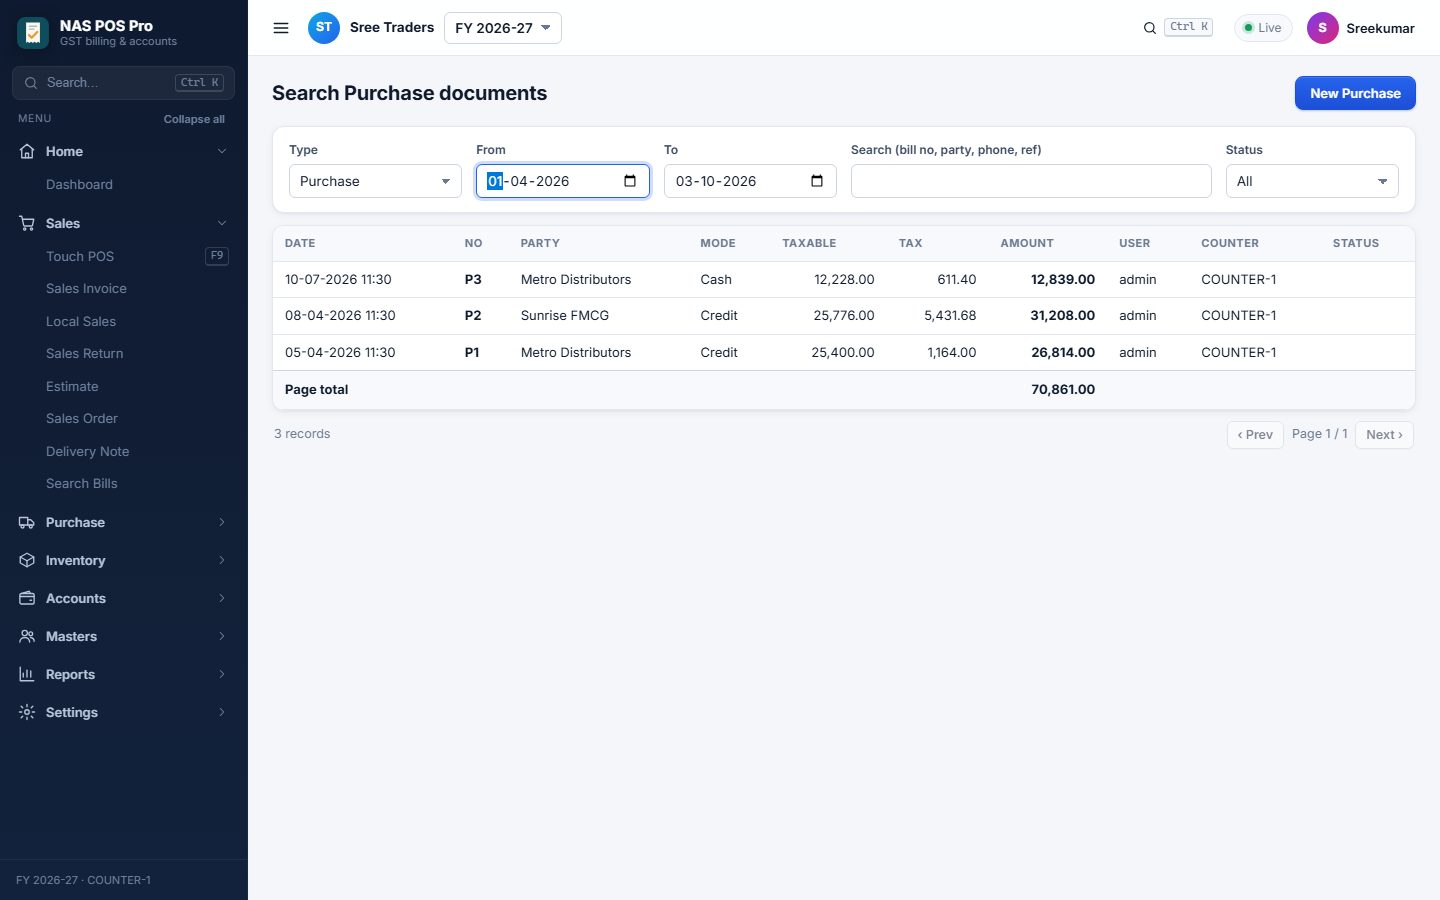 NAS POS Pro
GST billing & accounts
Search... Ctrl K
MENU Collapse all
Home
Dashboard
Sales
Touch POS F9
Sales Invoice
Local Sales
Sales Return
Estimate
Sales Order
Delivery Note
Search Bills
Purchase
Inventory
Accounts
Masters
Reports
Settings
FY 2026-27 · COUNTER-1
ST Sree Traders FY 2026-27 Ctrl K Live S Sreekumar
Search Purchase documents New Purchase
Type From To Search (bill no, party, phone, ref) Status
Purchase 01-04-2026 03-10-2026 All
DATE NO PARTY MODE TAXABLE TAX AMOUNT USER COUNTER STATUS
10-07-2026 11:30 P3 Metro Distributors Cash 12,228.00 611.40 12,839.00 admin COUNTER-1
08-04-2026 11:30 P2 Sunrise FMCG Credit 25,776.00 5,431.68 31,208.00 admin COUNTER-1
05-04-2026 11:30 P1 Metro Distributors Credit 25,400.00 1,164.00 26,814.00 admin COUNTER-1
Page total 70,861.00
3 records ‹ Prev Page 1 / 1 Next ›